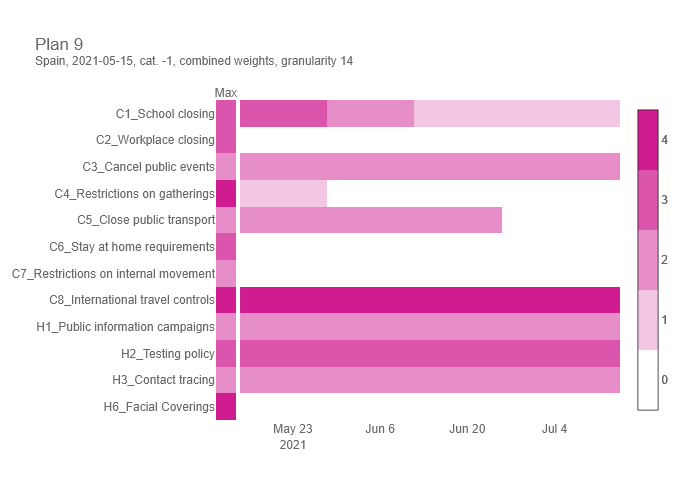 Plan 9
Spain, 2021-05-15, cat. -1, combined weights, granularity 14
Max
C1_School closing
C2_Workplace closing
C3_Cancel public events
C4_Restrictions on gatherings
C5_Close public transport
C6_Stay at home requirements
C7_Restrictions on internal movement
C8_International travel controls
H1_Public information campaigns
H2_Testing policy
H3_Contact tracing
H6_Facial Coverings
May 23
2021
Jun 6
Jun 20
Jul 4
4
3
2
1
0